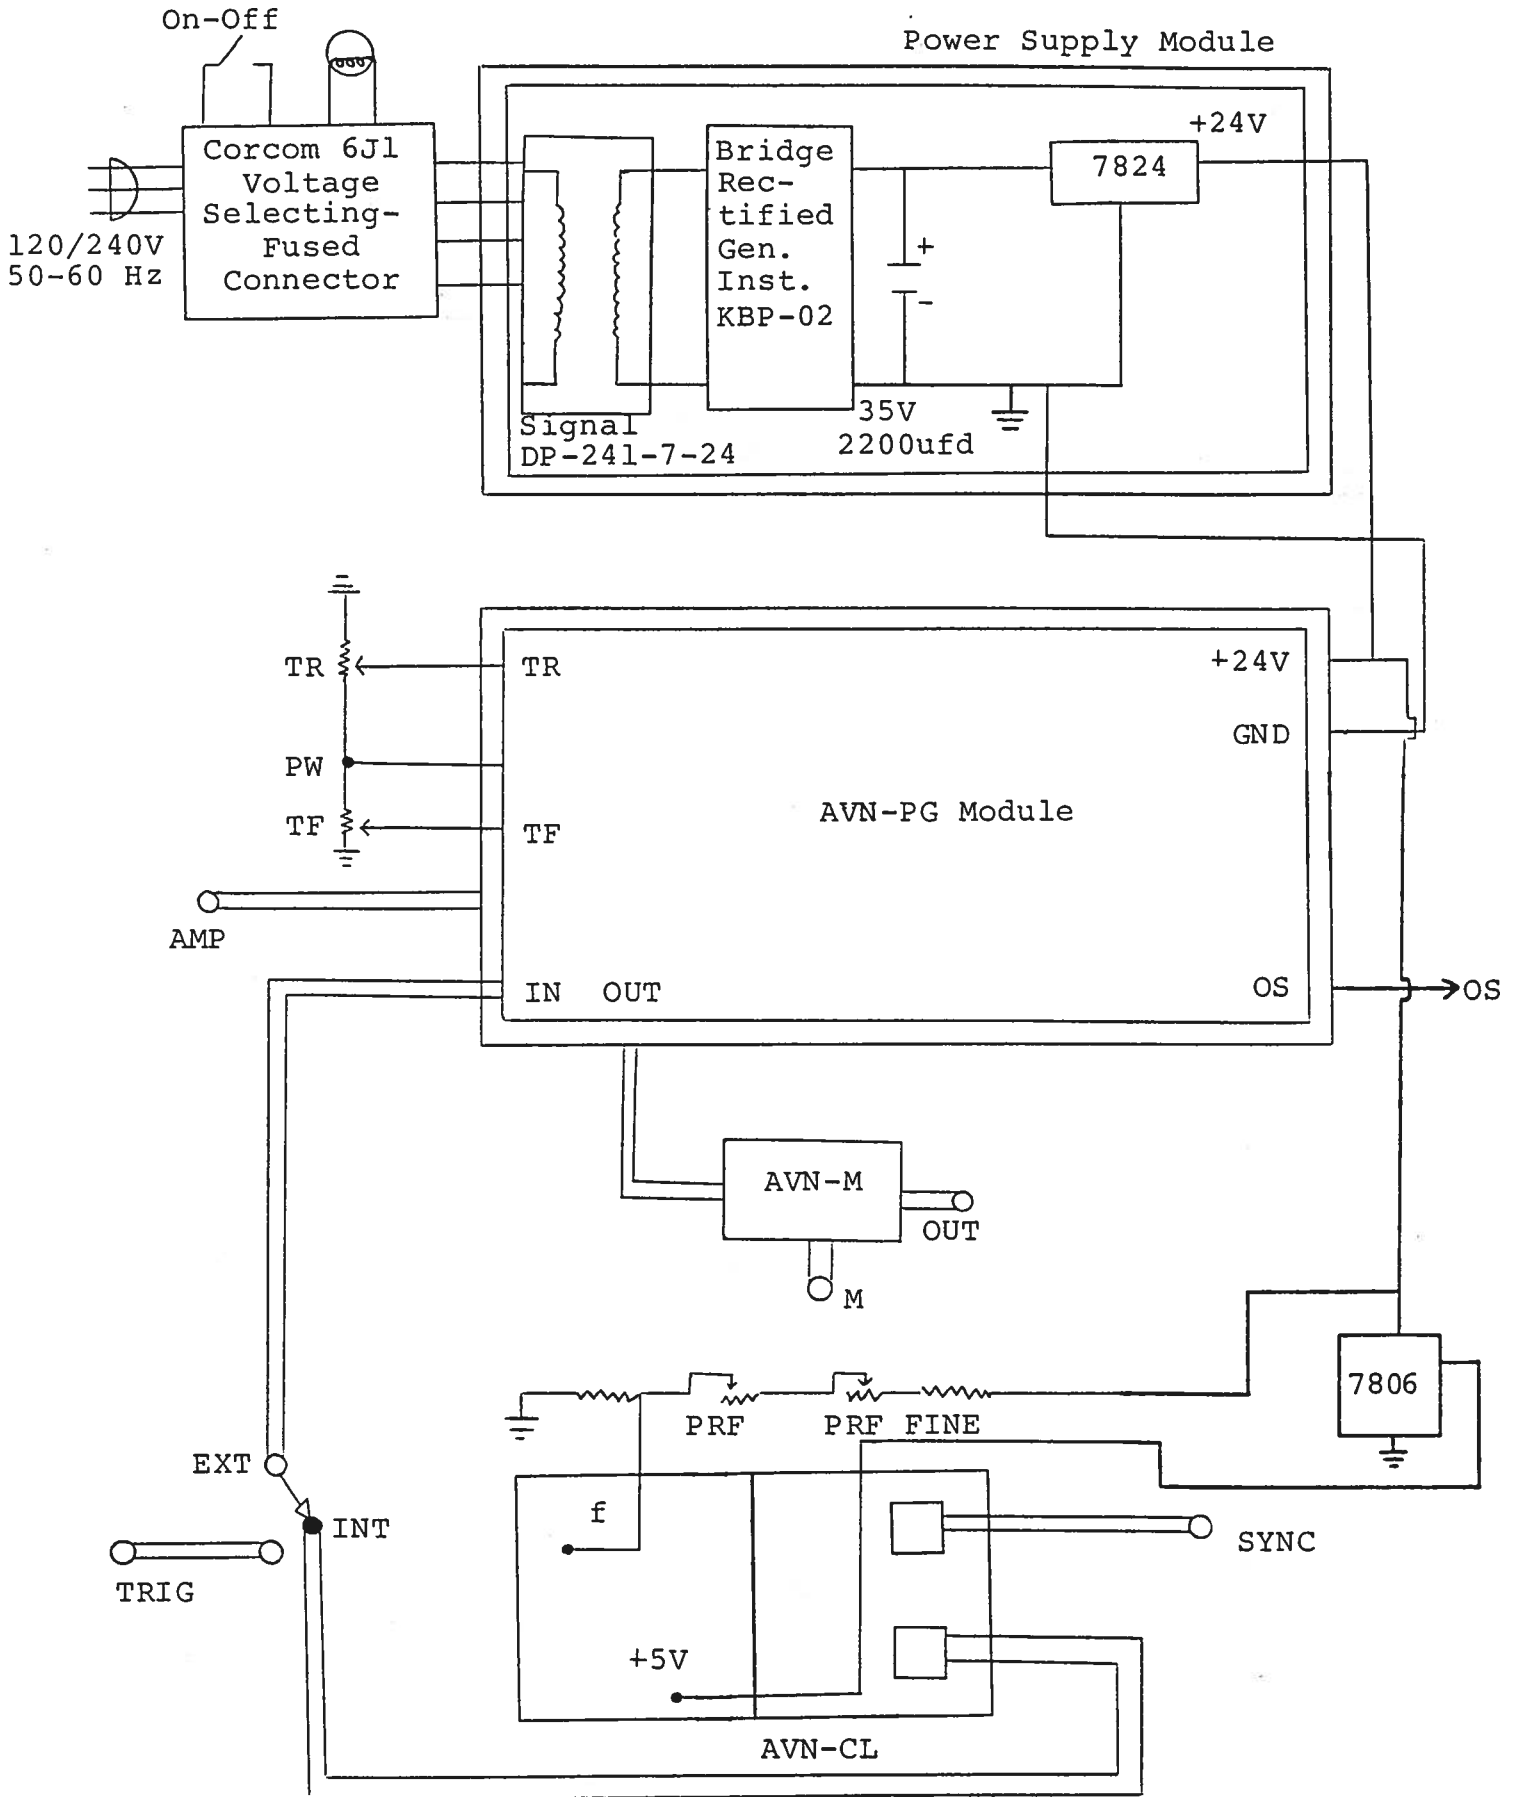 On-Off
Power Supply Module
Corcom 6J1
Voltage
Selecting-
Fused
Connector
120/240V
50-60 Hz
Bridge
Rec-
tified
Gen.
Inst.
KBP-02
+24V
7824
+
-
35V
2200ufd
Signal
DP-241-7-24
TR
TR
+24V
GND
PW
AVN-PG Module
TF
TF
AMP
IN
OUT
OS
OS
AVN-M
OUT
M
7806
PRF
PRF FINE
EXT
INT
f
SYNC
TRIG
+5V
AVN-CL